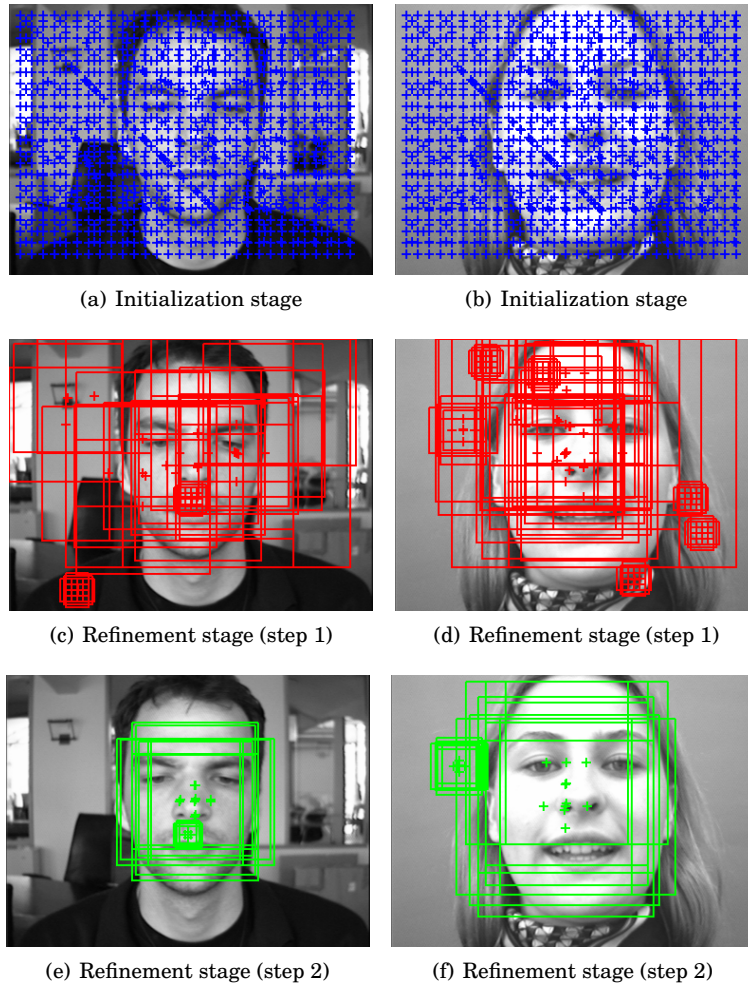 (a) Initialization stage
(b) Initialization stage
(c) Refinement stage (step 1)
(d) Refinement stage (step 1)
(e) Refinement stage (step 2)
(f) Refinement stage (step 2)